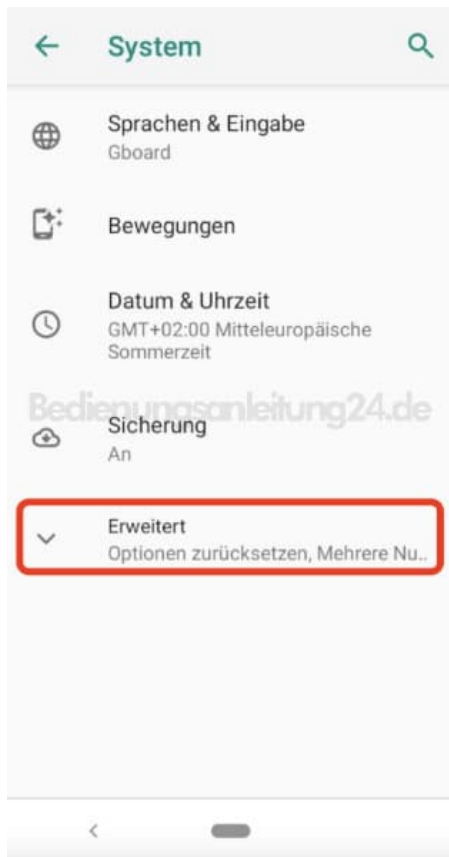 System
Sprachen & Eingabe
Gboard
Bewegungen
Datum & Uhrzeit
GMT+02:00 Mitteleuropäische
Sommerzeit
Bedienungsanleitung24.de
Sicherung
An
Erweitert
Optionen zurücksetzen, Mehrere Nu..